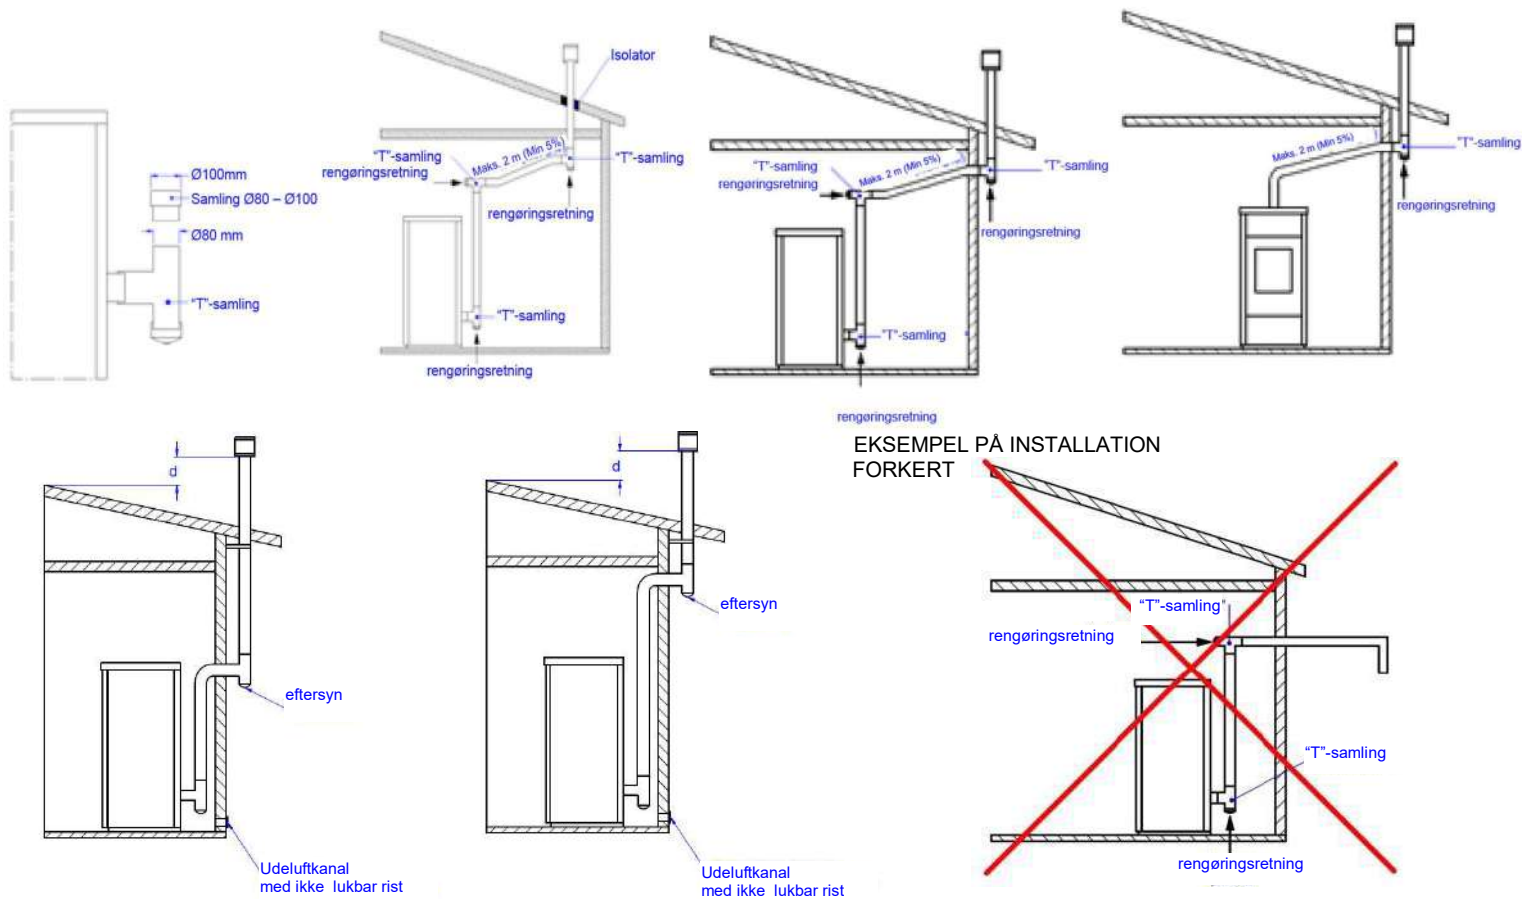 Ø100mm
Samling Ø80 – Ø100
Ø80 mm
"T"-samling
Isolator
"T"-samling
rengøringsretning
Maks. 2 m (Min 5%)
"T"-samling
rengøringsretning
"T"-samling
rengøringsretning
"T"-samling
rengøringsretning
Maks. 2 m (Min 5%)
"T"-samling
rengøringsretning
"T"-samling
rengøringsretning
Maks. 2 m (Min 5%)
"T"-samling
rengøringsretning
d
eftersyn
Udeluftkanal
med ikke lukbar rist
d
eftersyn
Udeluftkanal
med ikke lukbar rist
EKSEMPEL PÅ INSTALLATION
FORKERT
“T”-samling"
rengøringsretning
“T”-samling
rengøringsretning